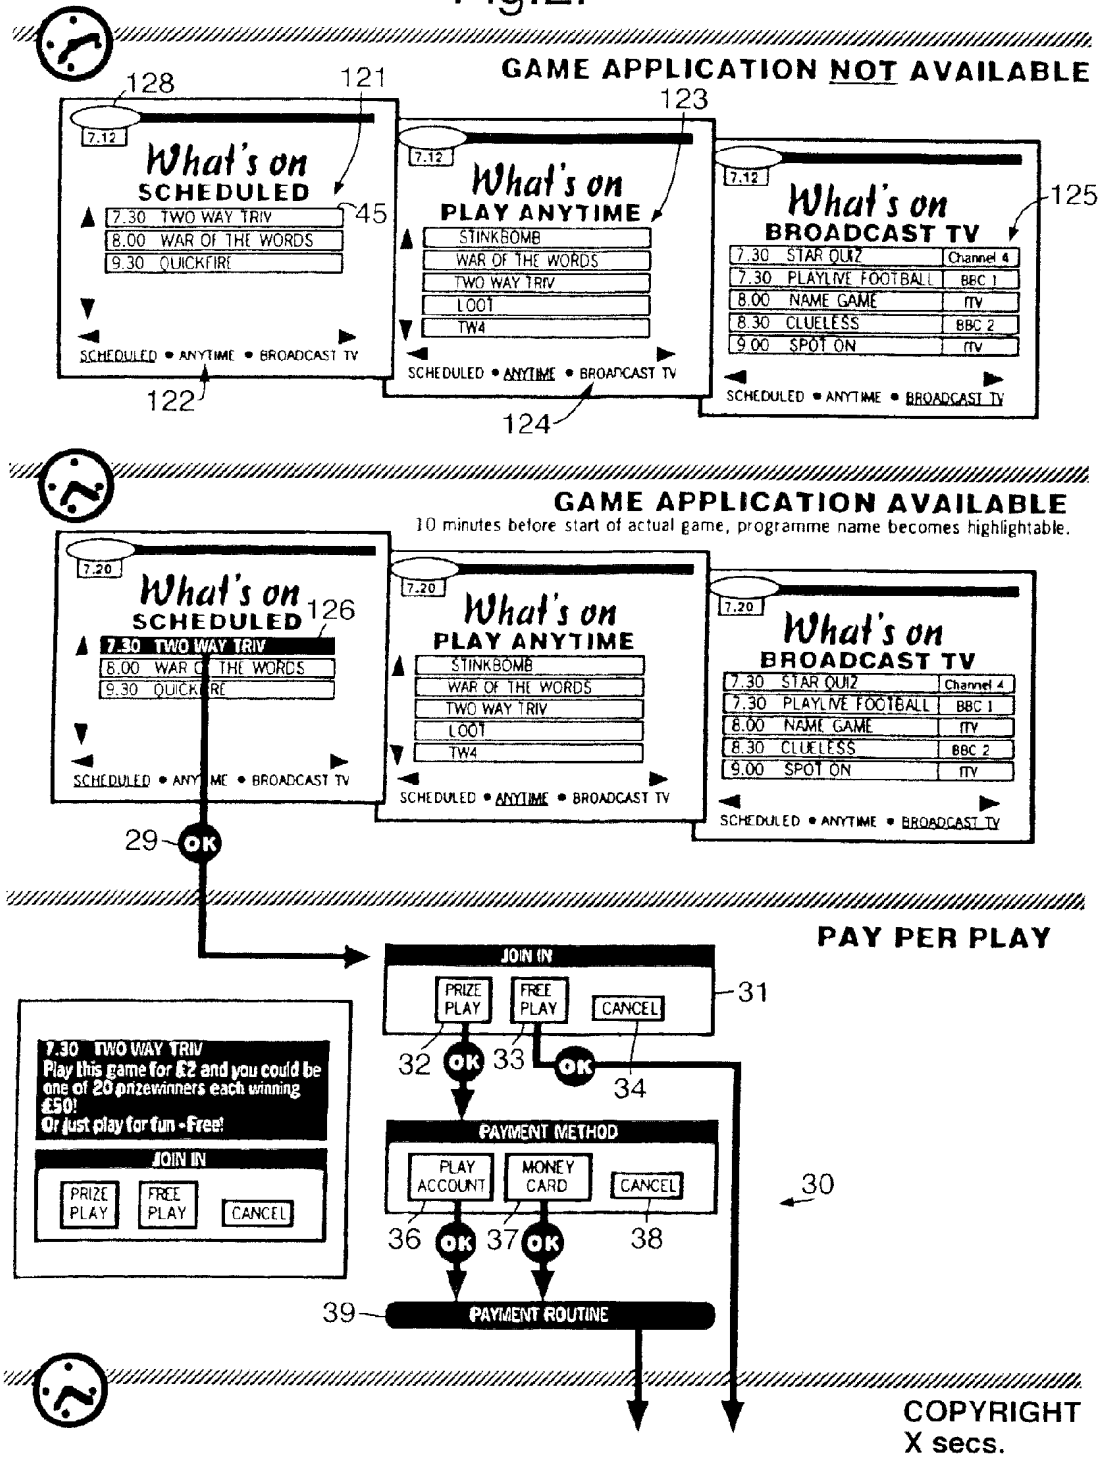 Fig.2.
GAME APPLICATION NOT AVAILABLE
128
121
123
125
7.12
What's on
SCHEDULED
7.30 TWO WAY TRIV
45
8.00 WAR OF THE WORDS
9.30 QUICKFIRE
SCHEDULED • ANYTIME • BROADCAST TV
122
7.12
What's on
PLAY ANYTIME
STINKBOMB
WAR OF THE WORDS
TWO WAY TRIV
LOOT
TW4
SCHEDULED • ANYTIME • BROADCAST TV
124
7.12
What's on
BROADCAST TV
7.30 STAR QUIZ Channel 4
7.30 PLAYLIVE FOOTBALL BBC 1
8.00 NAME GAME ITV
8.30 CLUELESS BBC 2
9.00 SPOT ON ITV
SCHEDULED • ANYTIME • BROADCAST TV
GAME APPLICATION AVAILABLE
10 minutes before start of actual game, programme name becomes highlightable.
7.20
What's on
SCHEDULED
126
7.30 TWO WAY TRIV
8.00 WAR OF THE WORDS
9.30 QUICKFIRE
SCHEDULED • ANYTIME • BROADCAST TV
7.20
What's on
PLAY ANYTIME
STINKBOMB
WAR OF THE WORDS
TWO WAY TRIV
LOOT
TW4
SCHEDULED • ANYTIME • BROADCAST TV
7.20
What's on
BROADCAST TV
7.30 STAR QUIZ Channel 4
7.30 PLAYLIVE FOOTBALL BBC 1
8.00 NAME GAME ITV
8.30 CLUELESS BBC 2
9.00 SPOT ON ITV
SCHEDULED • ANYTIME • BROADCAST TV
29
OK
PAY PER PLAY
JOIN IN
PRIZE PLAY
FREE PLAY
CANCEL
31
32
OK
33
OK
34
7.30 TWO WAY TRIV
Play this game for £2 and you could be
one of 20 prizewinners each winning
£50!
Or just play for fun - Free!
JOIN IN
PRIZE PLAY
FREE PLAY
CANCEL
PAYMENT METHOD
PLAY ACCOUNT
MONEY CARD
CANCEL
30
36
OK
37
OK
38
39
PAYMENT ROUTINE
COPYRIGHT
X secs.